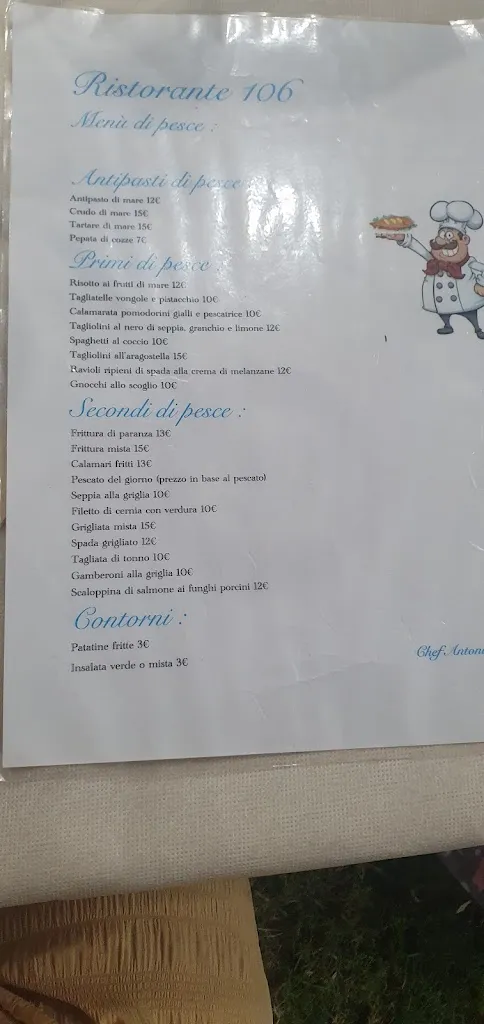 Ristorante 106
Menù di pesce :
Antipasti di pesce
Antipasto di mare 12€
Crudo di mare 15€
Tartare di mare 15€
Pepata di cozze 7€
Primi di pesce :
Risotto ai frutti di mare 12€
Tagliatelle vongole e pistacchio 10€
Calamarata pomodorini gialli e pescatrice 10€
Tagliolini al nero di seppia, granchio e limone 12€
Spaghetti al coccio 10€
Tagliolini all'aragostella 15€
Ravioli ripieni di spada alla crema di melanzane 12€
Gnocchi allo scoglio 10€
Secondi di pesce :
Frittura di paranza 13€
Frittura mista 15€
Calamari fritti 13€
Pescato del giorno (prezzo in base al pescato)
Seppia alla griglia 10€
Filetto di cernia con verdura 10€
Grigliata mista 15€
Spada grigliato 12€
Tagliata di tonno 10€
Gamberoni alla griglia 10€
Scaloppina di salmone ai funghi porcini 12€
Contorni :
Patatine fritte 3€
Insalata verde o mista 3€
Chef Antoni